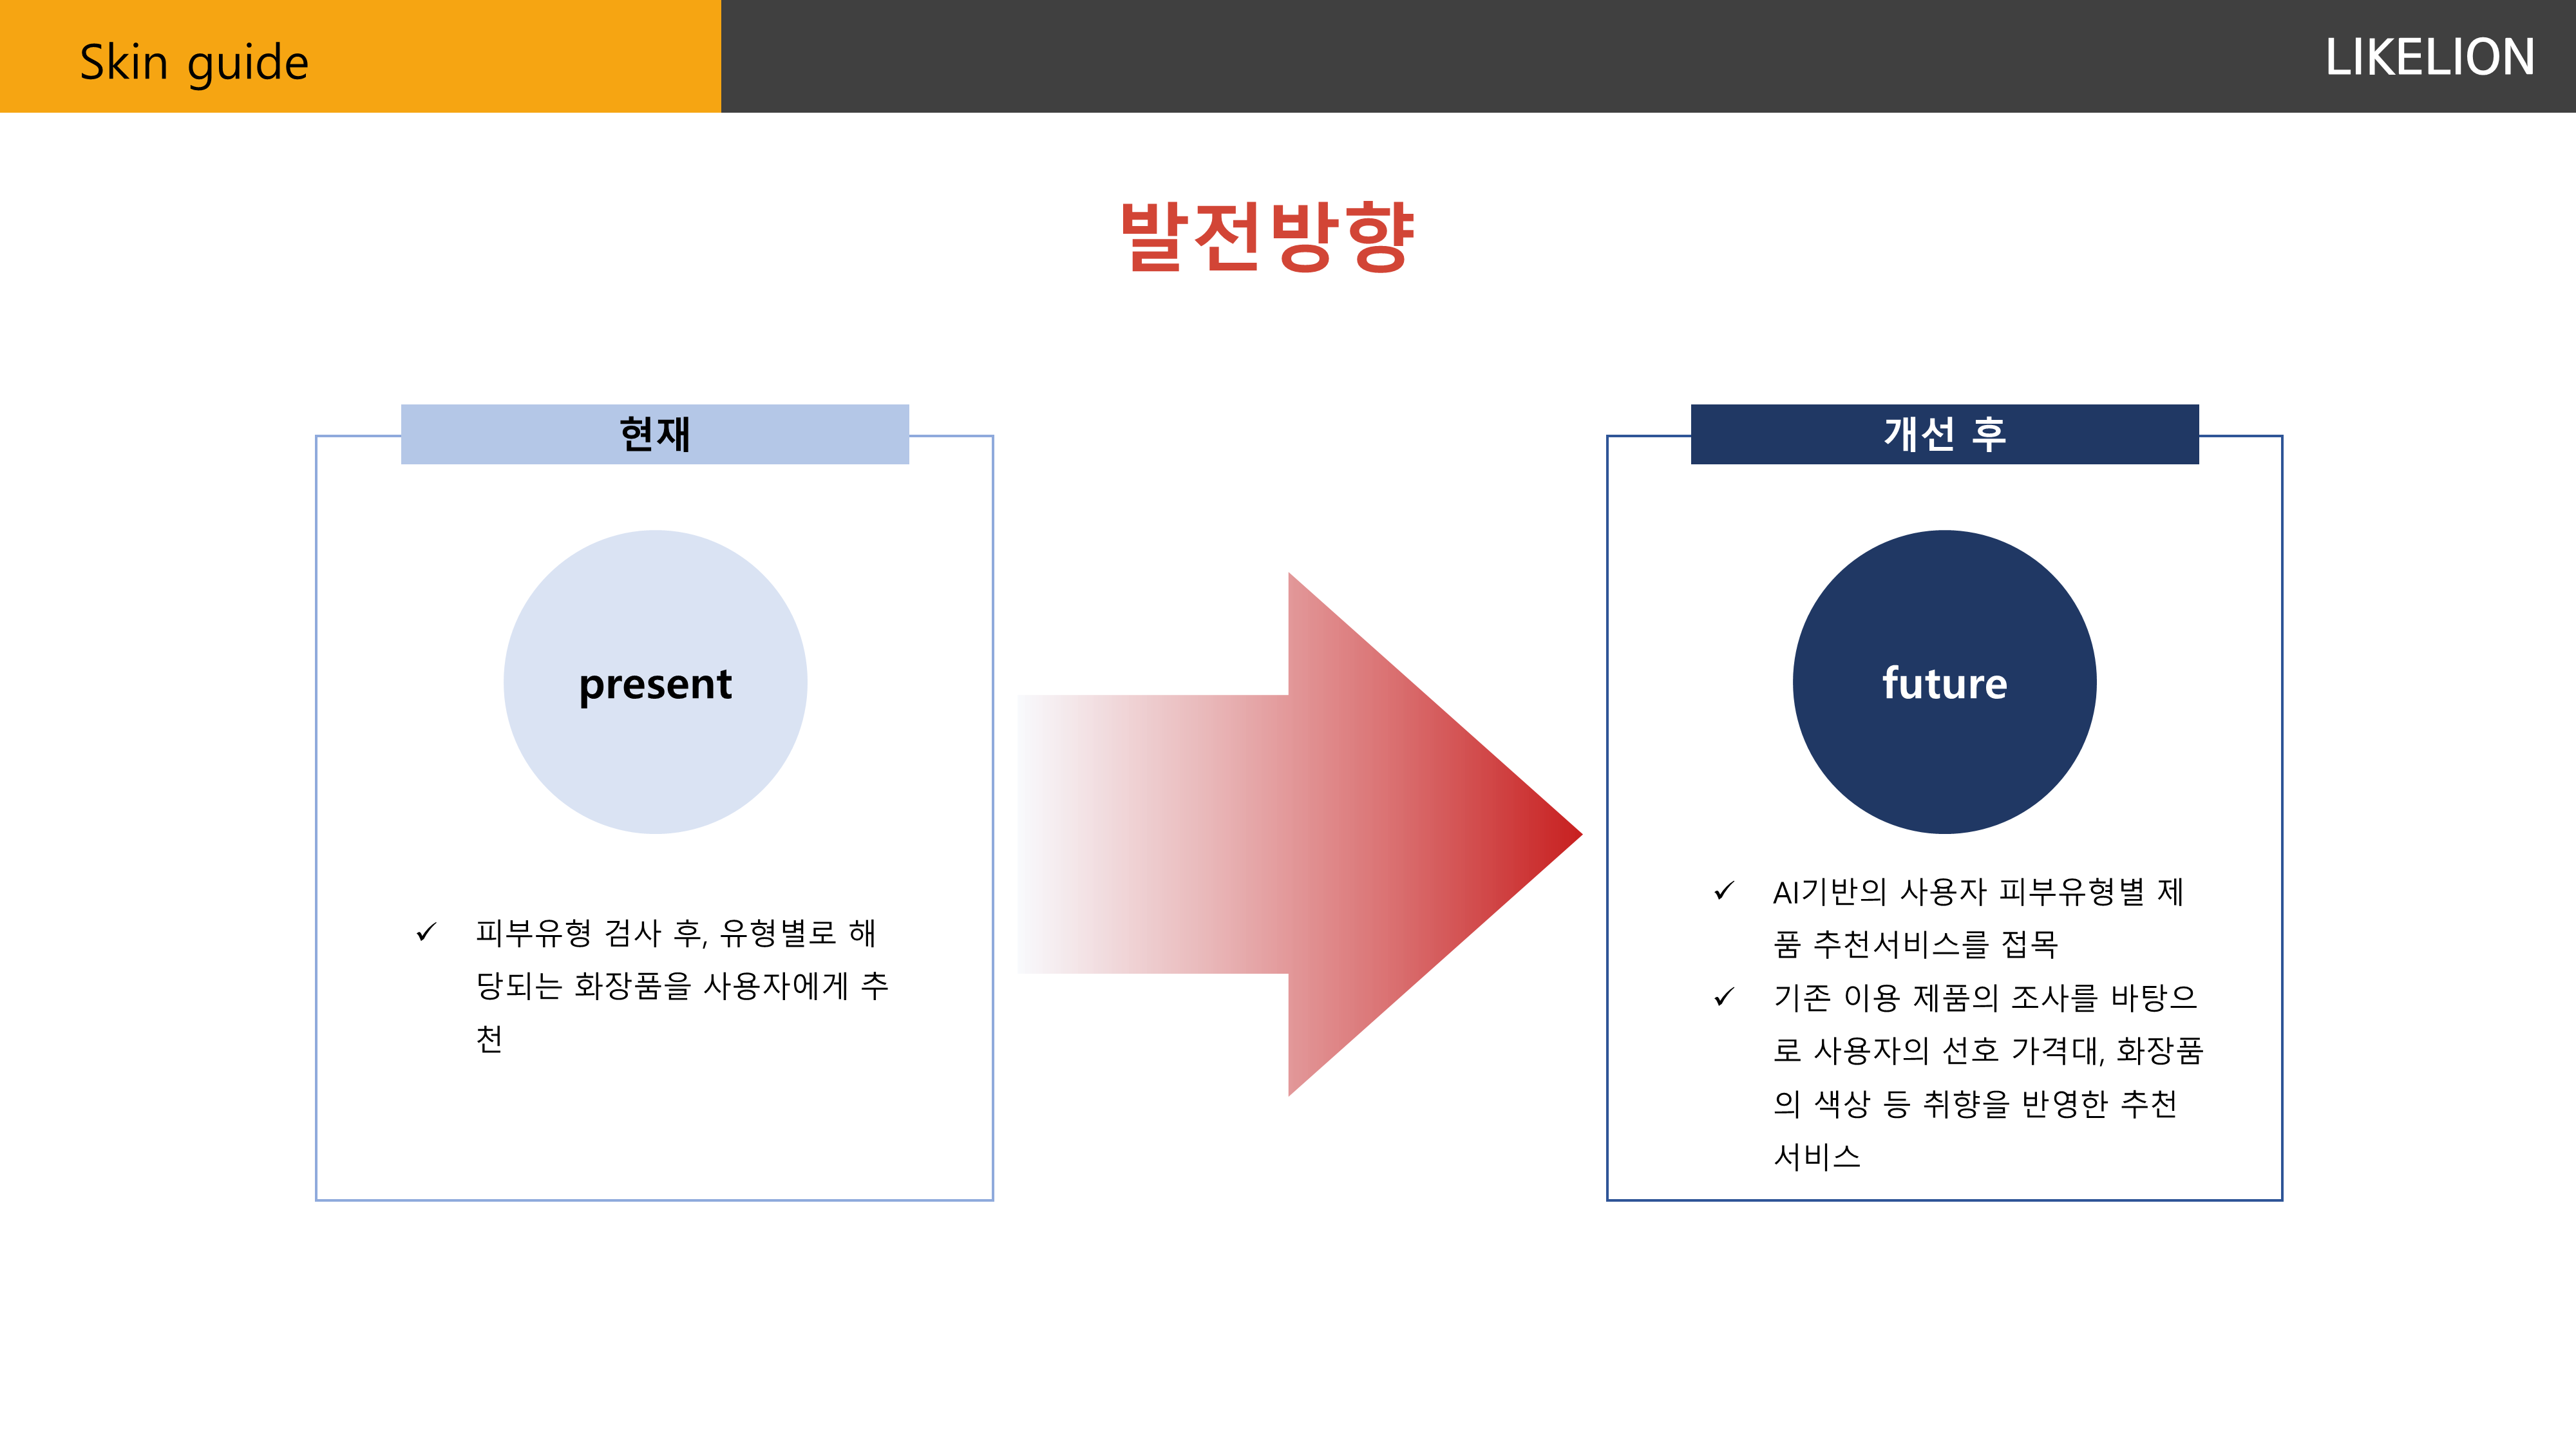 Skin guide
LIKELION
발전방향
현재
present
✓ 피부유형 검사 후, 유형별로 해
당되는 화장품을 사용자에게 추
천
개선 후
future
✓ AI기반의 사용자 피부유형별 제
품 추천서비스를 접목
✓ 기존 이용 제품의 조사를 바탕으
로 사용자의 선호 가격대, 화장품
의 색상 등 취향을 반영한 추천
서비스